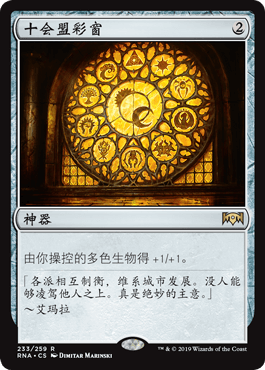 十会盟彩窗 2
神器
由你操控的多色生物得 +1/+1。
「各派相互制衡，维系城市发展。没人能
够凌驾他人之上。真是绝妙的主意。」
～艾玛拉
233/259 R
RNA • CS DIMITAR MARINSKI
™ & © 2019 Wizards of the Coast